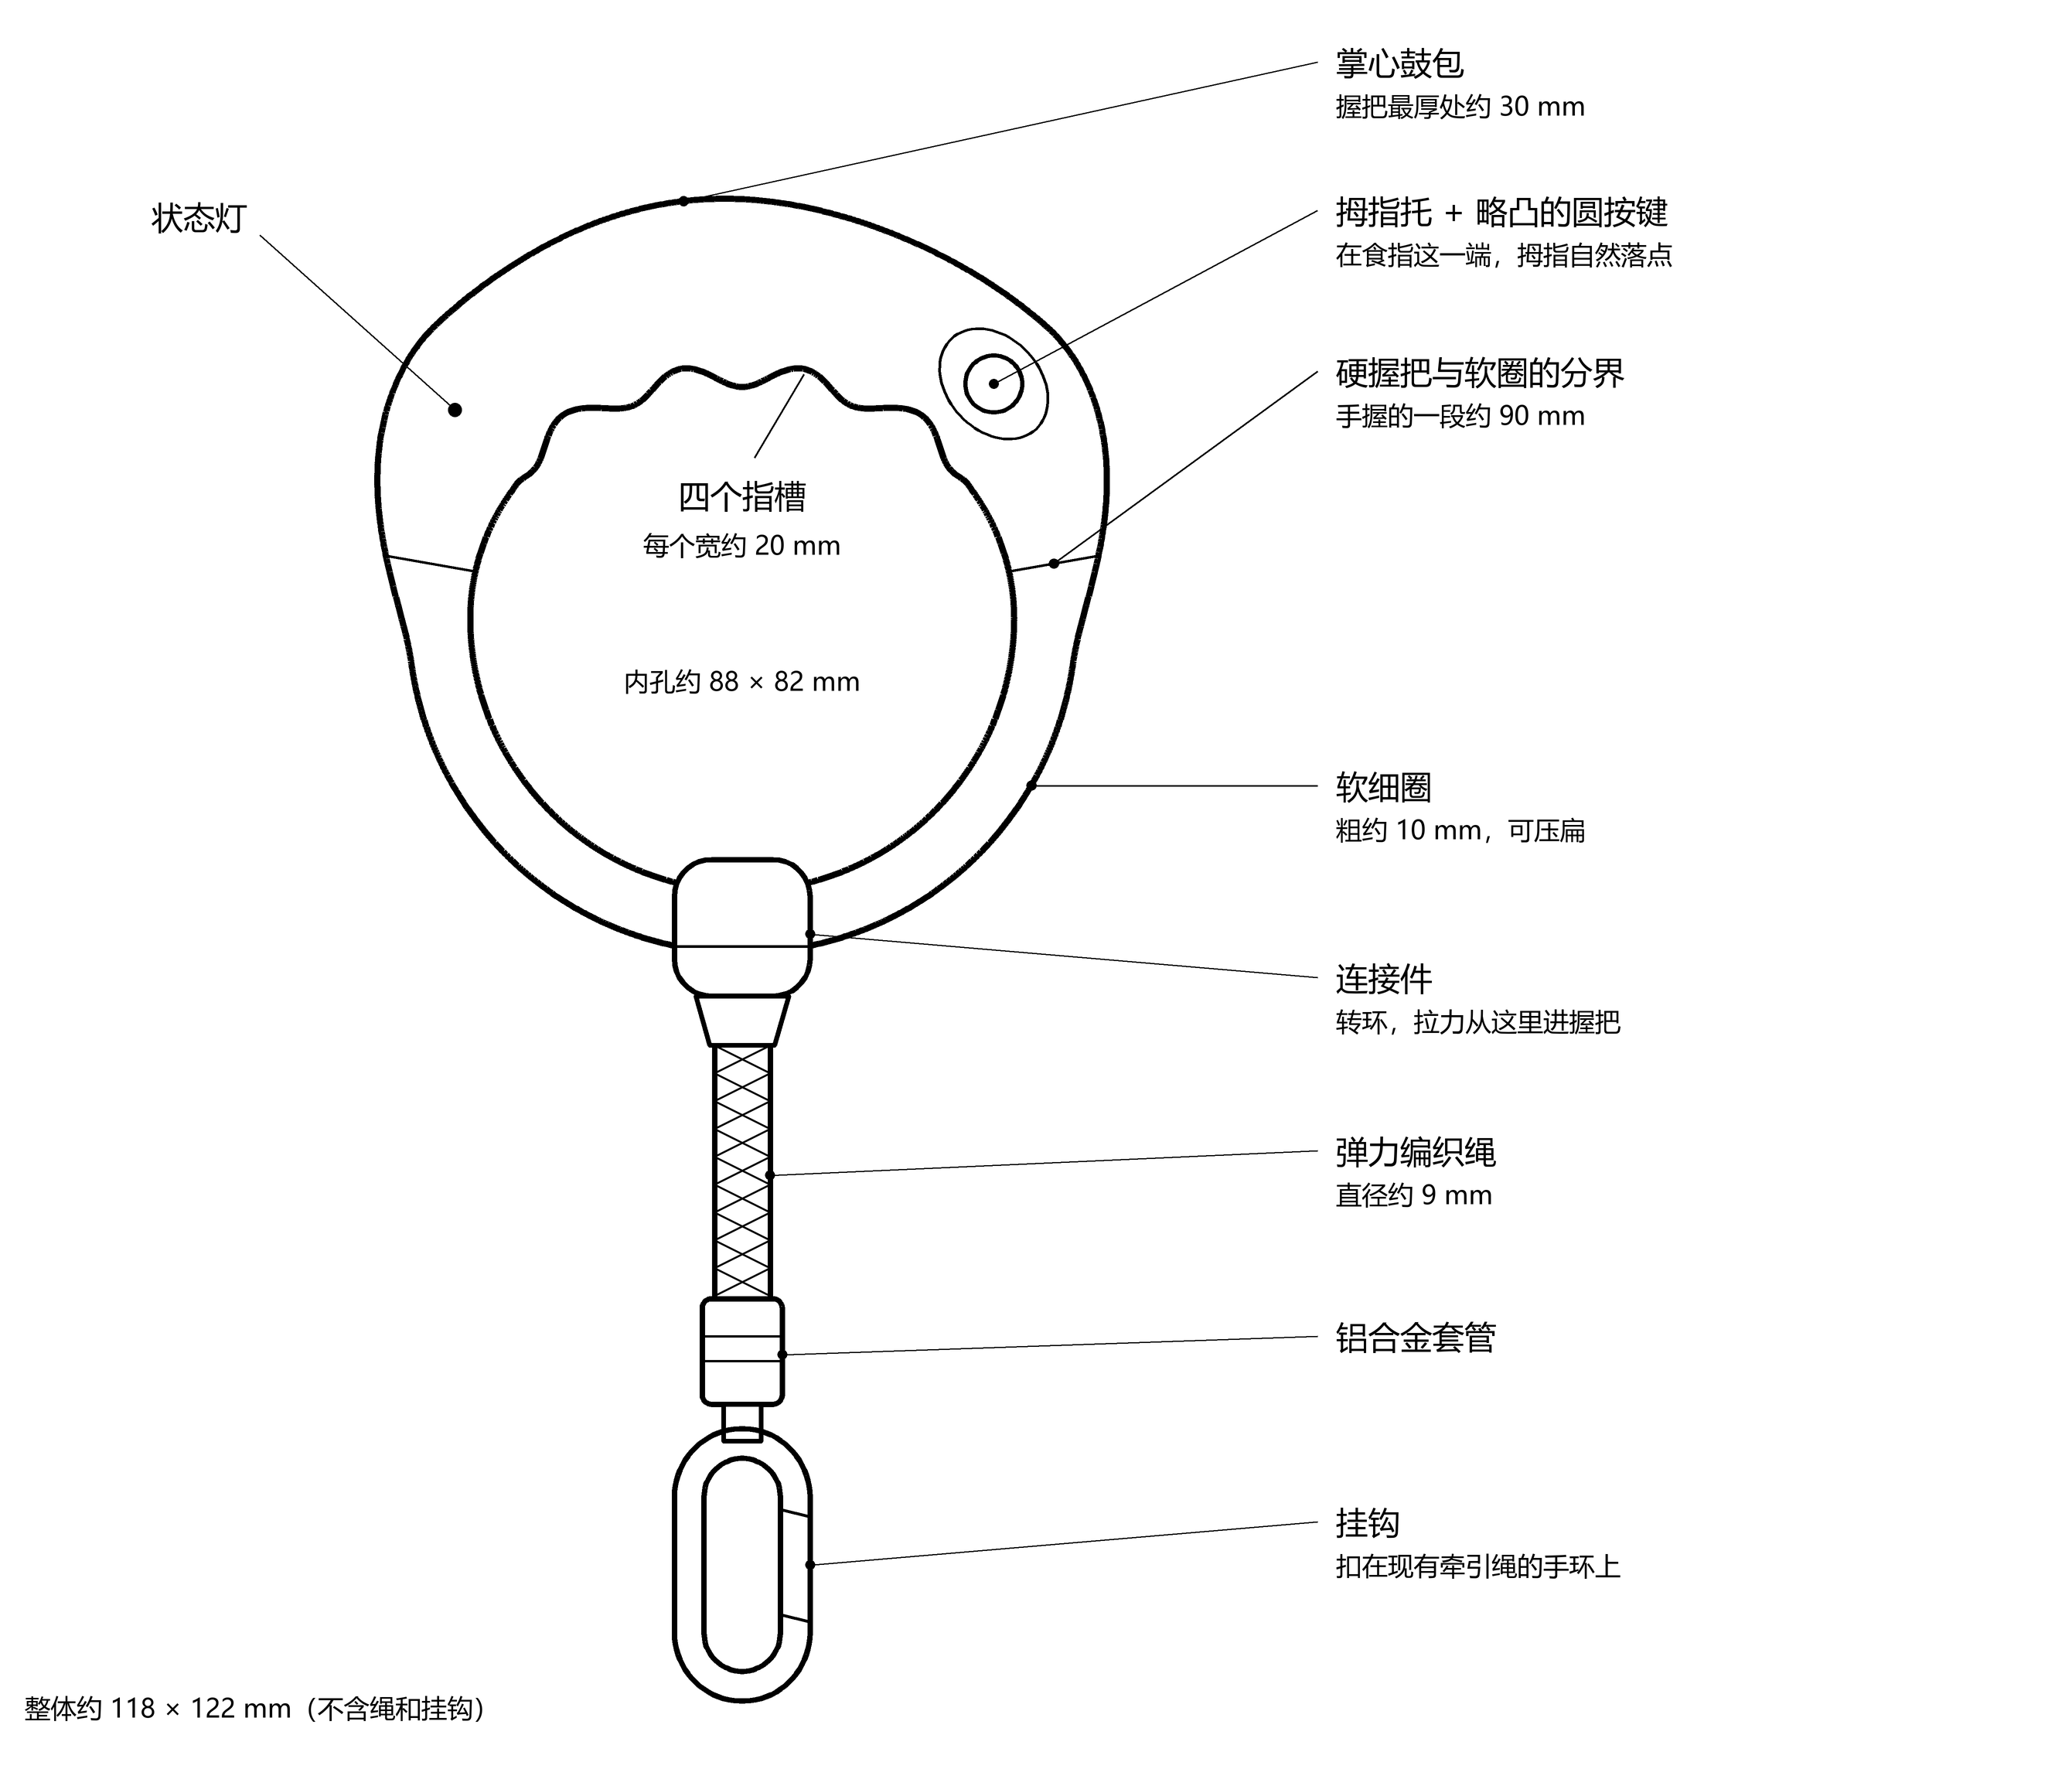 掌心鼓包
握把最厚处约 30 mm
状态灯
拇指托 + 略凸的圆按键
在食指这一端，拇指自然落点
硬握把与软圈的分界
手握的一段约 90 mm
四个指槽
每个宽约 20 mm
内孔约 88 × 82 mm
软细圈
粗约 10 mm，可压扁
连接件
转环，拉力从这里进握把
弹力编织绳
直径约 9 mm
铝合金套管
挂钩
扣在现有牵引绳的手环上
整体约 118 × 122 mm（不含绳和挂钩）